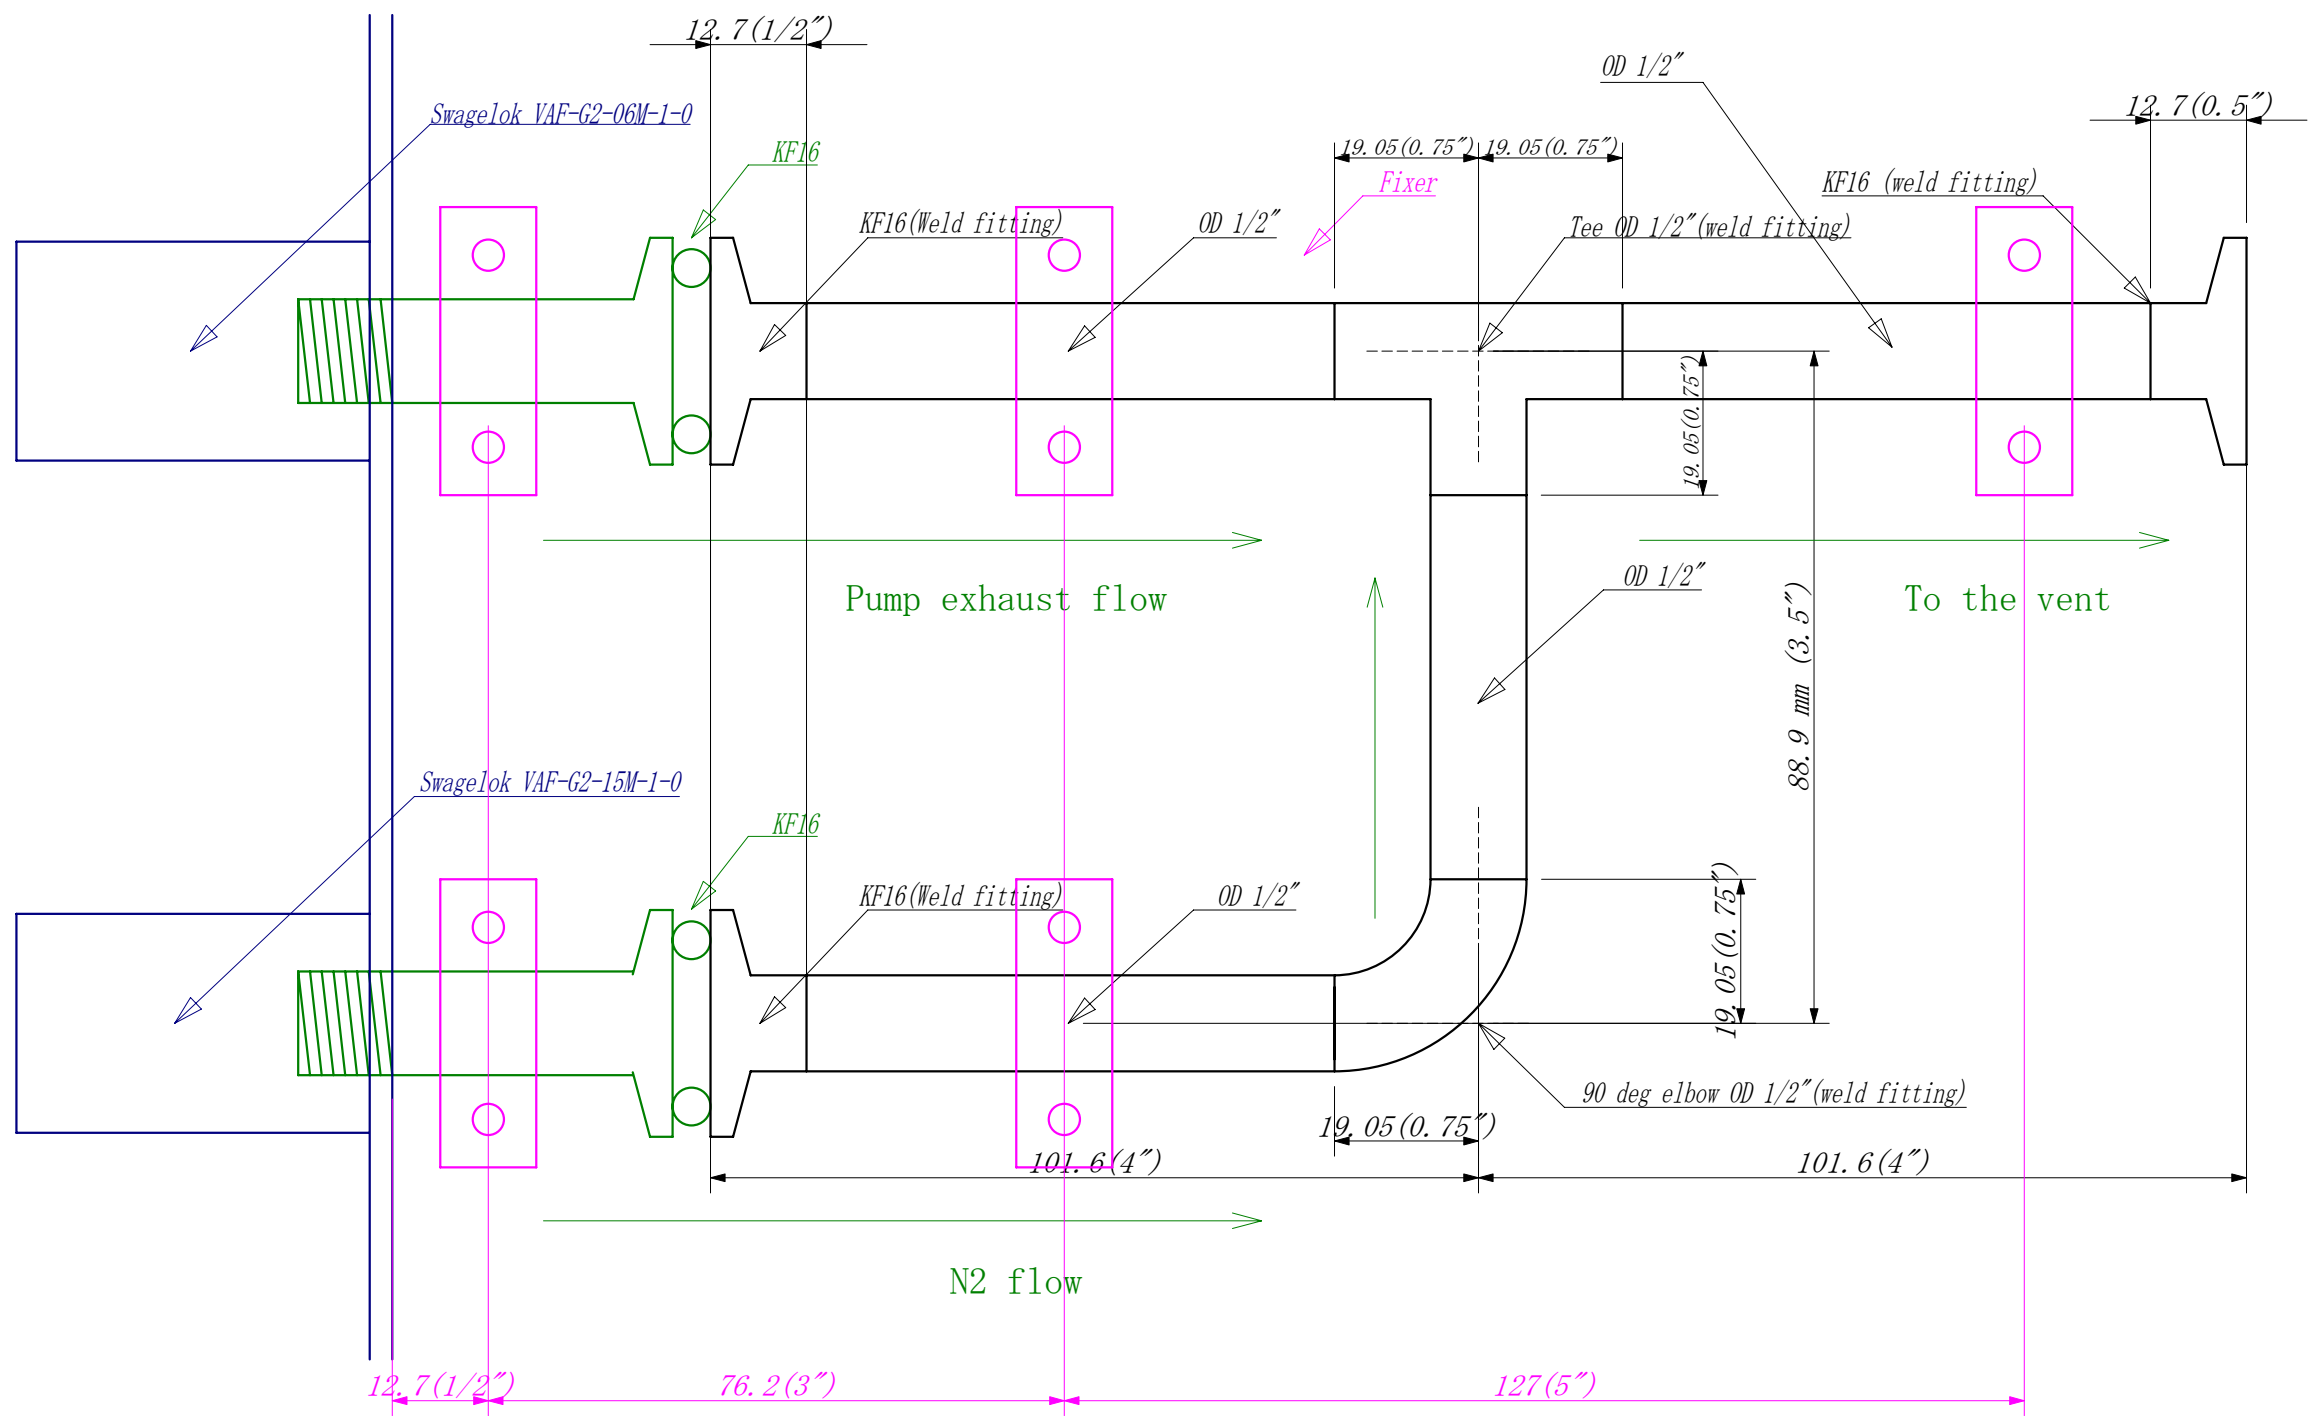 12.7(1/2")
OD 1/2"
12.7(0.5")
Swagelok VAF-G2-06M-1-0
KF16
19.05(0.75")
19.05(0.75")
Fixer
KF16 (weld fitting)
KF16(Weld fitting)
OD 1/2"
Tee OD 1/2"(weld fitting)
19.05(0.75")
Pump exhaust flow
OD 1/2"
88.9 mm (3.5")
To the vent
Swagelok VAF-G2-15M-1-0
KF16
KF16(Weld fitting)
OD 1/2"
19.05(0.75")
90 deg elbow OD 1/2"(weld fitting)
19.05(0.75")
101.6(4")
101.6(4")
N2 flow
12.7(1/2")
76.2(3")
127(5")